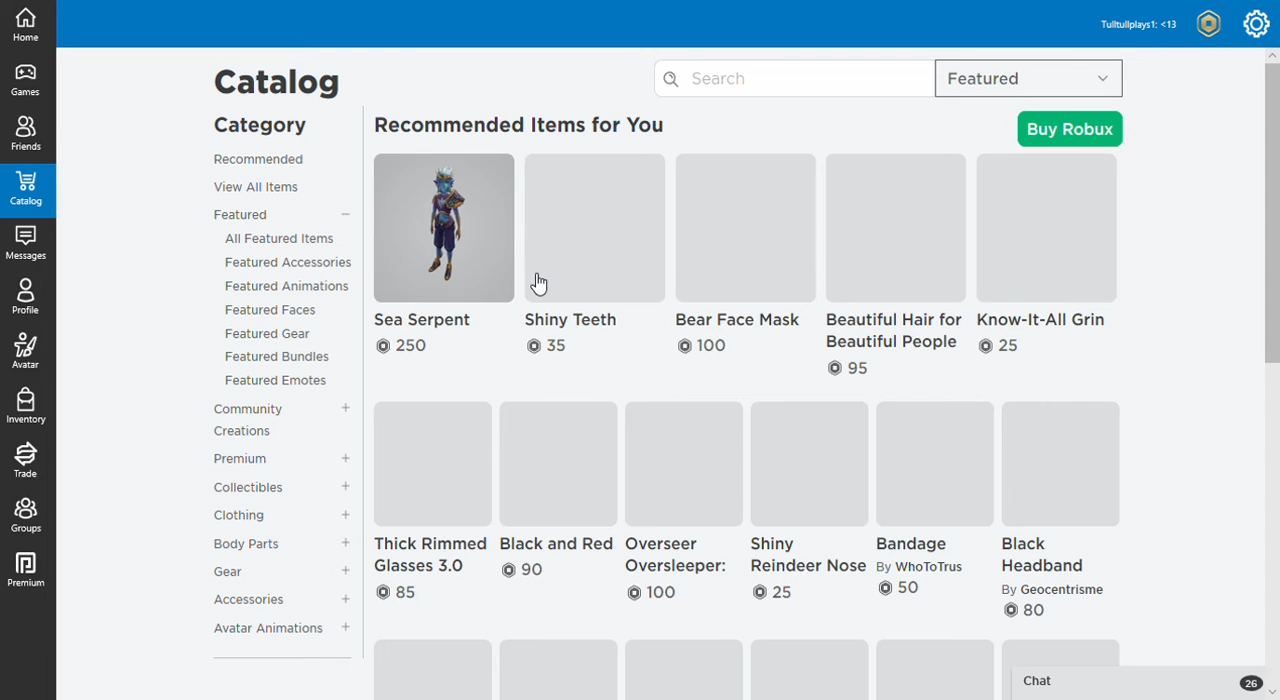 Home
Games
Friends
Catalog
Messages
Profile
Avatar
Inventory
Trade
Groups
Premium
Tulltullplays1: <13
Catalog
Search
Featured
Category
Recommended
View All Items
Featured
All Featured Items
Featured Accessories
Featured Animations
Featured Faces
Featured Gear
Featured Bundles
Featured Emotes
Community
Creations
Premium
Collectibles
Clothing
Body Parts
Gear
Accessories
Avatar Animations
Recommended Items for You
Buy Robux
Sea Serpent
250
Shiny Teeth
35
Bear Face Mask
100
Beautiful Hair for
Beautiful People
95
Know-It-All Grin
25
Thick Rimmed
Glasses 3.0
85
Black and Red
90
Overseer
Oversleeper:
100
Shiny
Reindeer Nose
25
Bandage
By WhoToTrus
50
Black
Headband
By Geocentrisme
80
Chat
26